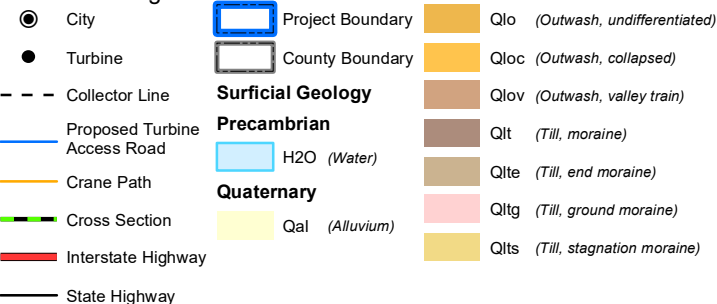 City
Turbine
Collector Line
Proposed Turbine
Access Road
Crane Path
Cross Section
Interstate Highway
State Highway
Project Boundary
County Boundary
Surficial Geology
Precambrian
H2O (Water)
Quaternary
Qal (Alluvium)
Qlo (Outwash, undifferentiated)
Qloc (Outwash, collapsed)
Qlov (Outwash, valley train)
Qlt (Till, moraine)
Qlte (Till, end moraine)
Qltg (Till, ground moraine)
Qlts (Till, stagnation moraine)